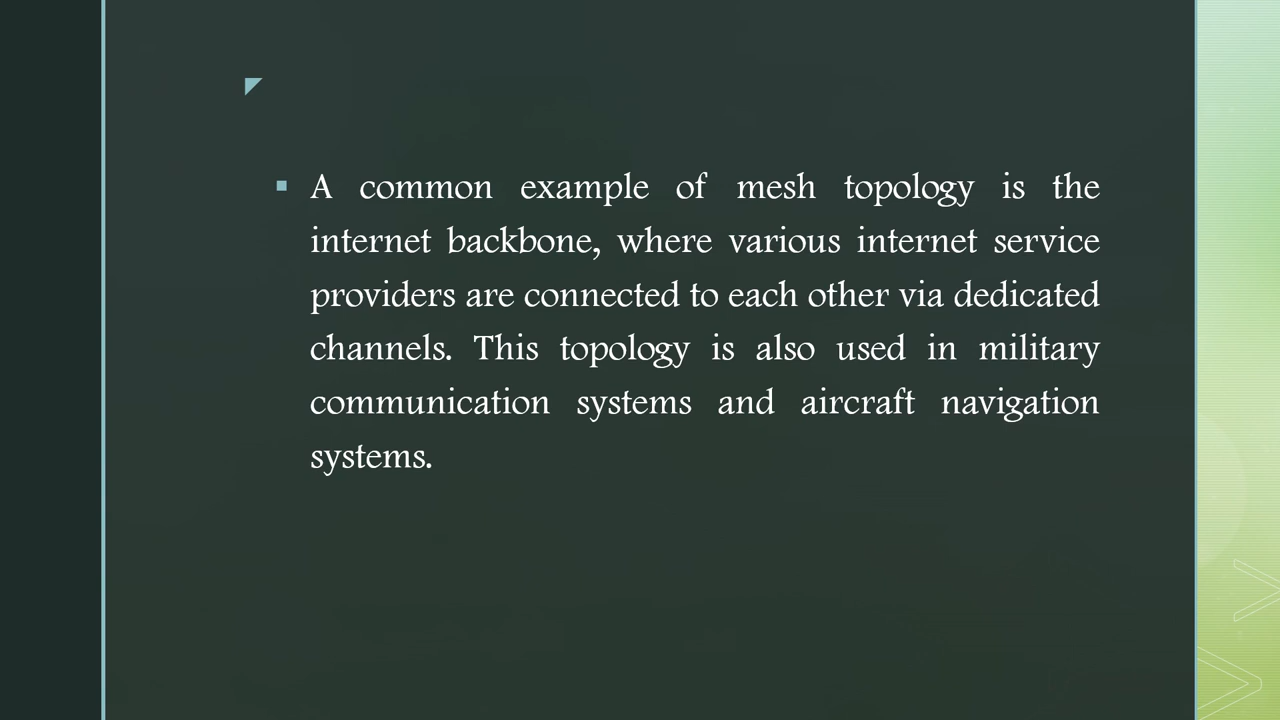 A common example of mesh topology is the
internet backbone, where various internet service
providers are connected to each other via dedicated
channels. This topology is also used in military
communication systems and aircraft navigation
systems.